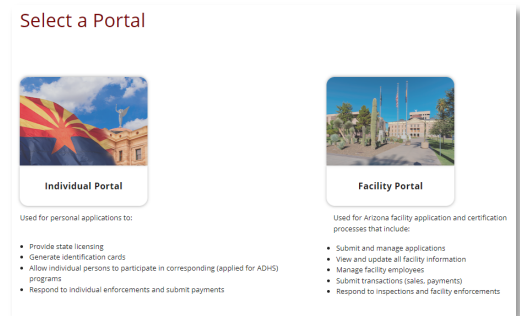 Select a Portal
Individual Portal
Used for personal applications to:
Provide state licensing
Generate identification cards
Allow individual persons to participate in corresponding (applied for ADHS)
programs
Respond to individual enforcements and submit payments
Facility Portal
Used for Arizona facility application and certification
processes that include:
Submit and manage applications
View and update all facility information
Manage facility employees
Submit transactions (sales, payments)
Respond to inspections and facility enforcements